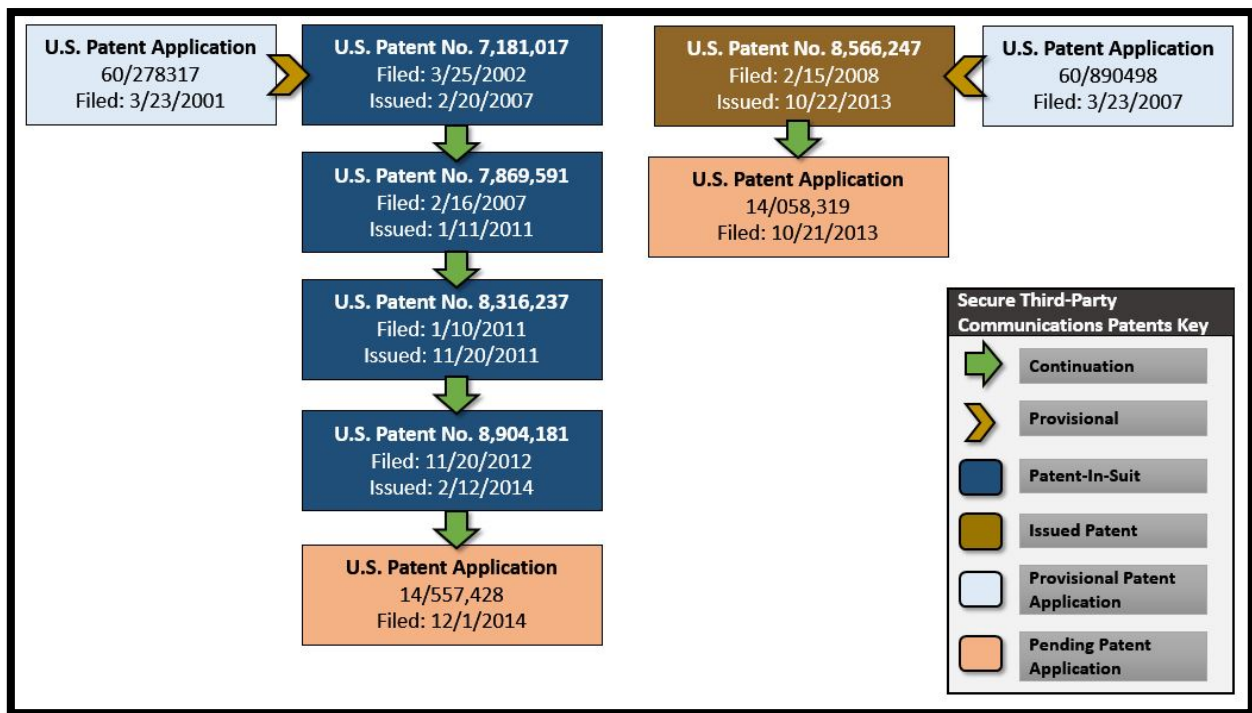 U.S. Patent Application
60/278317
Filed: 3/23/2001
U.S. Patent No. 7,181,017
Filed: 3/25/2002
Issued: 2/20/2007
U.S. Patent No. 7,869,591
Filed: 2/16/2007
Issued: 1/11/2011
U.S. Patent No. 8,316,237
Filed: 1/10/2011
Issued: 11/20/2011
U.S. Patent No. 8,904,181
Filed: 11/20/2012
Issued: 2/12/2014
U.S. Patent Application
14/557,428
Filed: 12/1/2014
U.S. Patent No. 8,566,247
Filed: 2/15/2008
Issued: 10/22/2013
U.S. Patent Application
60/890498
Filed: 3/23/2007
U.S. Patent Application
14/058,319
Filed: 10/21/2013
Secure Third-Party
Communications Patents Key
Continuation
Provisional
Patent-In-Suit
Issued Patent
Provisional Patent
Application
Pending Patent
Application